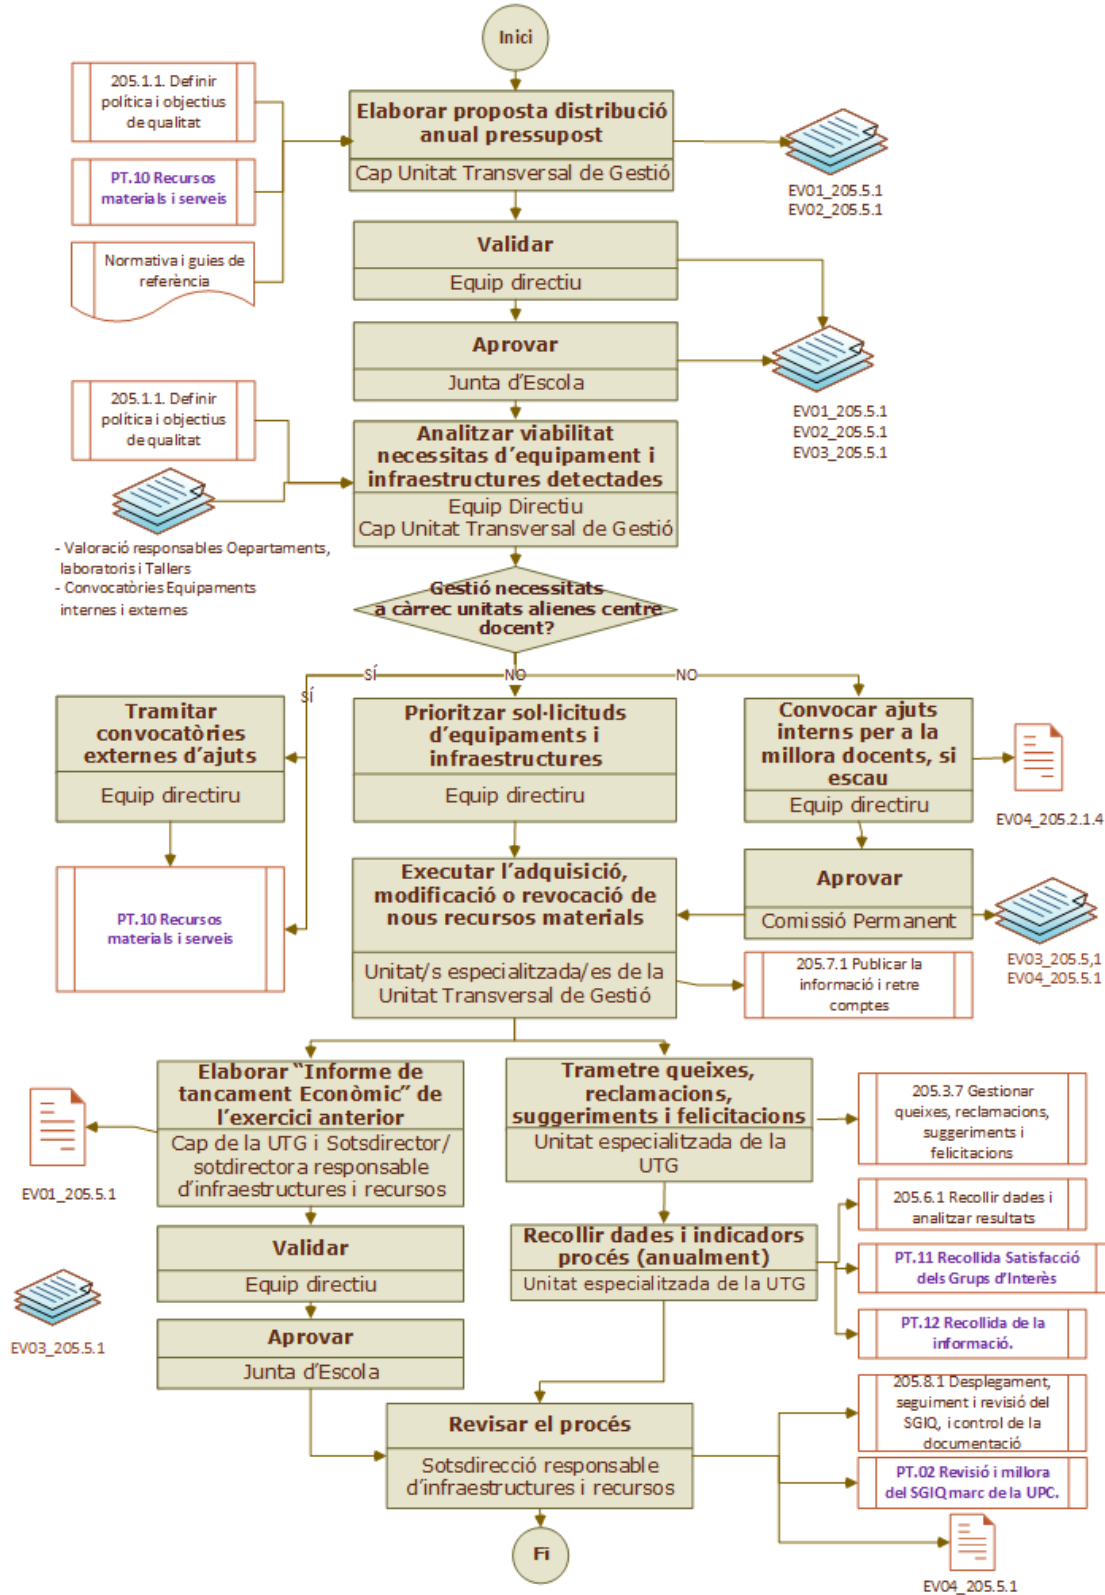 Inici
205.1.1. Definir
política i objectius
de qualitat
Elaborar proposta distribució
anual pressupost
Cap Unitat Transversal de Gestió
PT.10 Recursos
materials i serveis
EV01_205.5.1
EV02_205.5.1
Normativa i guies de
referència
Validar
Equip directiu
Aprovar
Junta d'Escola
EV01_205.5.1
EV02_205.5.1
EV03_205.5.1
205.1.1. Definir
política i objectius
de qualitat
Analitzar viabilitat
necessitas d'equipament i
infraestructures detectades
Equip Directiu
Cap Unitat Transversal de Gestió
- Valoració responsables Oepartaments,
laboratoris i Tallers
- Convocatòries Equipaments
internes i externes
Gestió necessitats
a càrrec unitats alienes centre
docent?
SÍ
NO
NO
SÍ
Tramitar
convocatòries
externes d'ajuts
Equip directiru
Prioritzar sol·licituds
d'equipaments i
infraestructures
Equip directiru
Convocar ajuts
interns per a la
millora docents, si
escau
Equip directiru
EV04_205.2.1.4
PT.10 Recursos
materials i serveis
Executar l'adquisició,
modificació o revocació de
nous recursos materials
Unitat/s especialitzada/es de la
Unitat Transversal de Gestió
Aprovar
Comissió Permanent
EV03_205.5,1
EV04_205.5.1
205.7.1 Publicar la
informació i retre
comptes
Elaborar "Informe de
tancament Econòmic" de
l'exercici anterior
Cap de la UTG i Sotsdirector/
sotdirectora responsable
d'infraestructures i recursos
EV01_205.5.1
Trametre queixes,
reclamacions,
suggeriments i felicitacions
Unitat especialitzada de la
UTG
205.3.7 Gestionar
queixes, reclamacions,
suggeriments i
felicitacions
205.6.1 Recollir dades i
analitzar resultats
Validar
Equip directiu
Recollir dades i indicadors
procés (anualment)
Unitat especialitzada de la UTG
PT.11 Recollida Satisfacció
dels Grups d'Interès
EV03_205.5.1
Aprovar
Junta d'Escola
PT.12 Recollida de la
informació.
Revisar el procés
Sotsdirecció responsable
d'infraestructures i recursos
205.8.1 Desplegament,
seguiment i revisió del
SGIQ, i control de la
documentació
PT.02 Revisió i millora
del SGIQ marc de la UPC.
Fi
EV04_205.5.1